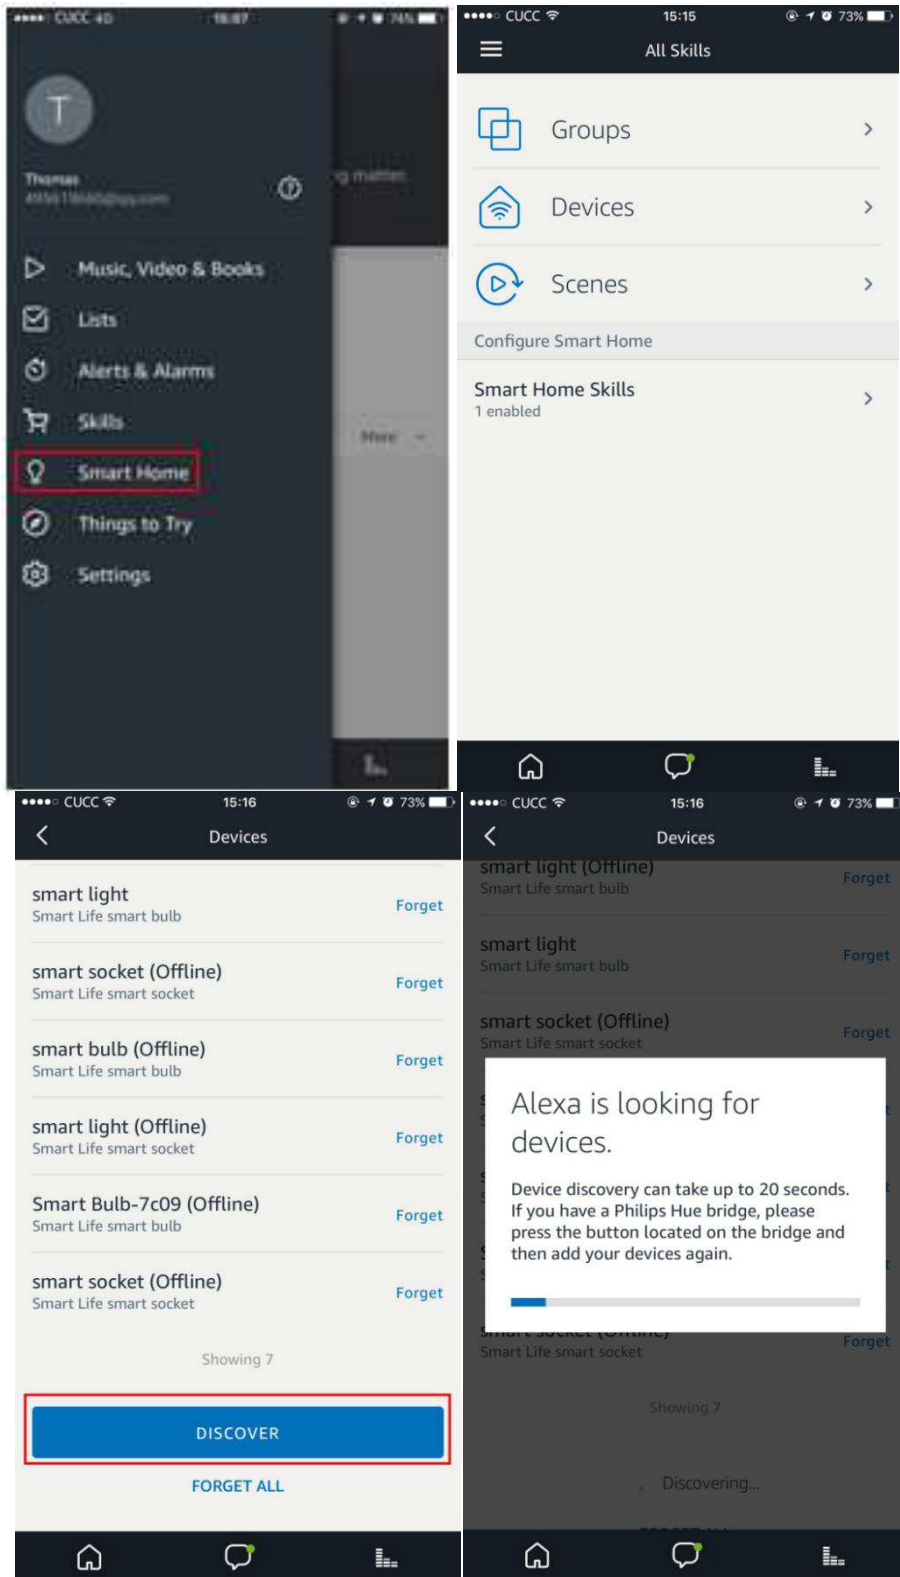 CUCC 4G
T
Thomas
Music, Video & Books
Lists
Alerts & Alarms
Skills
More
Smart Home
Things to Try
Settings
CUCC 15:15 73%
All Skills
Groups
Devices
Scenes
Configure Smart Home
Smart Home Skills
1 enabled
CUCC 15:16 73%
Devices
smart light
Smart Life smart bulb
Forget
smart socket (Offline)
Smart Life smart socket
Forget
smart bulb (Offline)
Smart Life smart bulb
Forget
smart light (Offline)
Smart Life smart socket
Forget
Smart Bulb-7c09 (Offline)
Smart Life smart bulb
Forget
smart socket (Offline)
Smart Life smart socket
Forget
Showing 7
DISCOVER
FORGET ALL
CUCC 15:16 73%
Devices
smart light (Offline)
Smart Life smart bulb
Forget
smart light
Smart Life smart bulb
Forget
smart socket (Offline)
Smart Life smart socket
Forget
Alexa is looking for
devices.
Device discovery can take up to 20 seconds.
If you have a Philips Hue bridge, please
press the button located on the bridge and
then add your devices again.
smart socket (Offline)
Smart Life smart socket
Forget
Showing 7
Discovering...